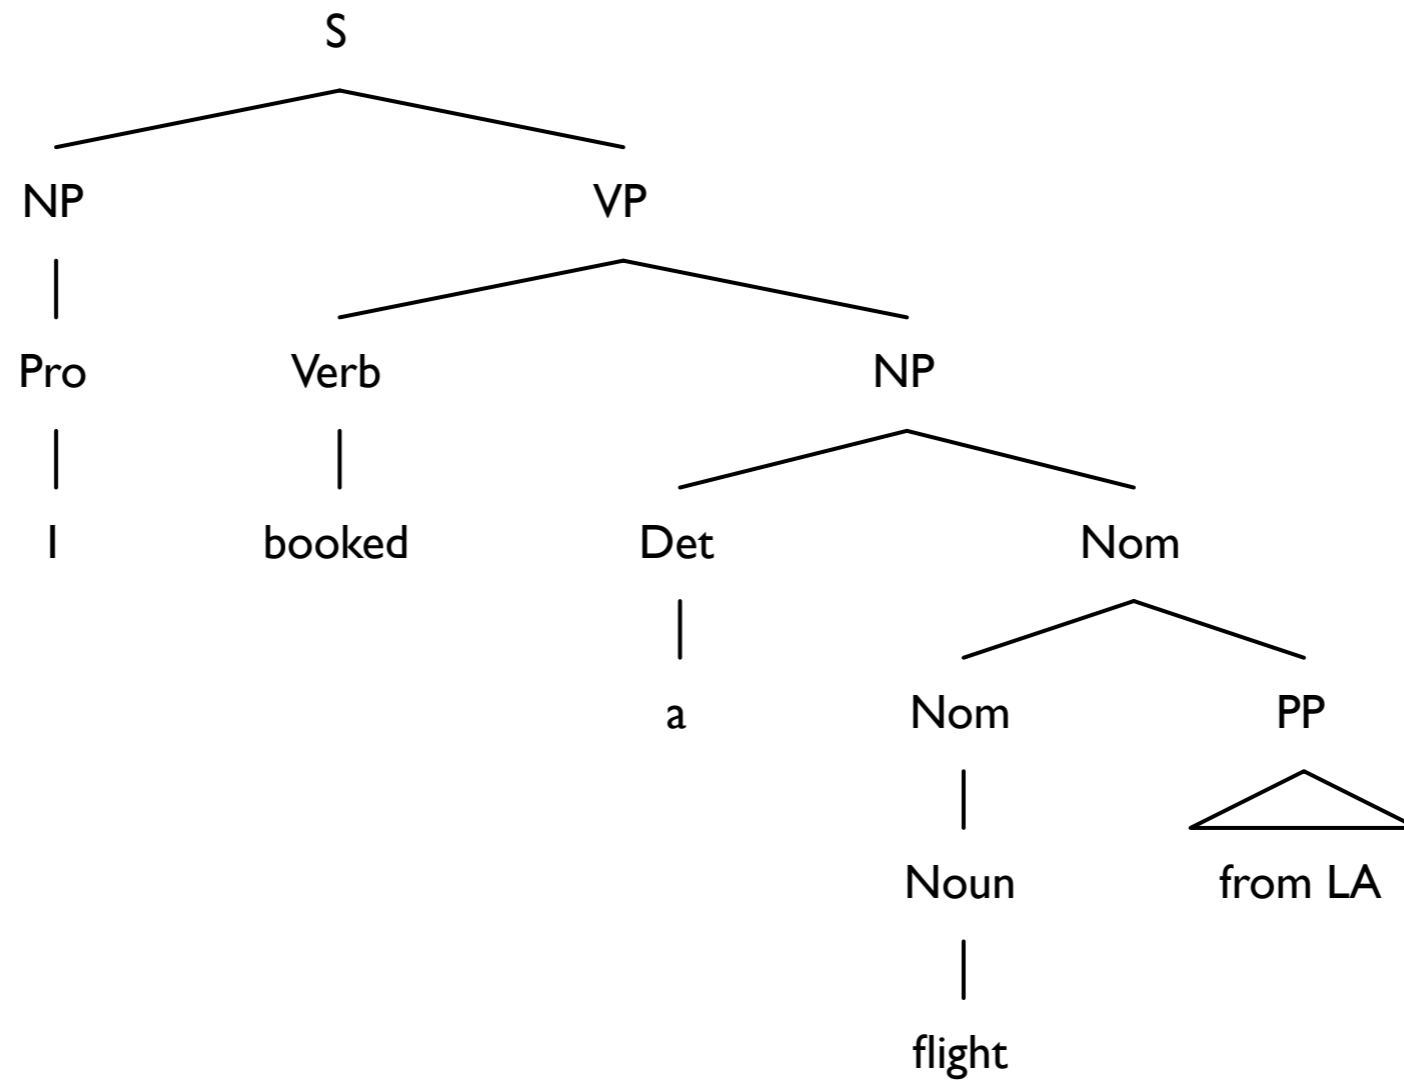 S
NP VP
Pro Verb NP
I booked Det Nom
a Nom PP
Noun from LA
flight